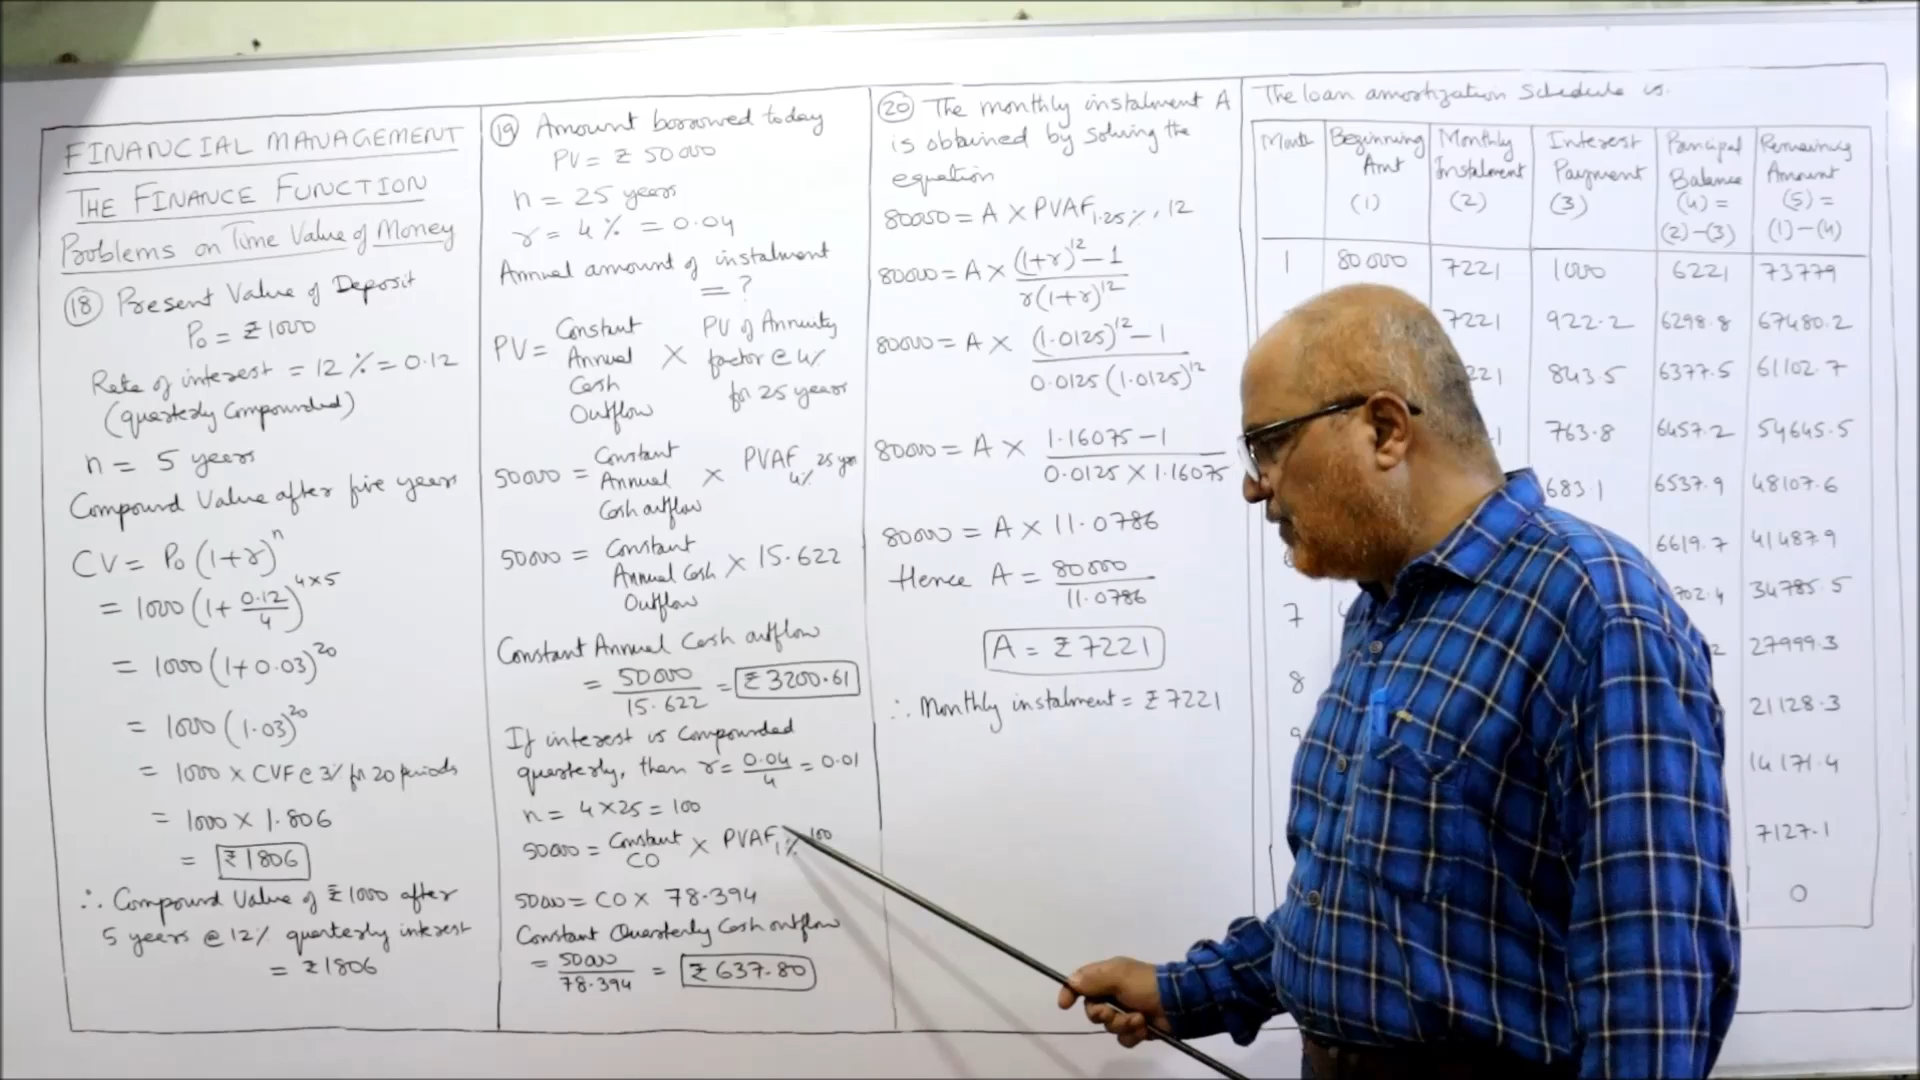 FINANCIAL MANAGEMENT
THE FINANCE FUNCTION
Problems on Time Value of Money
(18) Present Value of Deposit
P₀ = ₹1000
Rate of interest = 12% = 0.12
(quarterly Compounded)
n = 5 years
Compound Value after five years
CV = P₀ (1+r)ⁿ
= 1000 (1 + 0.12/4)^4×5
= 1000 (1+0.03)^20
= 1000 (1.03)^20
= 1000 × CVF @ 3% for 20 periods
= 1000 × 1.806
= ₹1806
∴ Compound Value of ₹1000 after
5 years @ 12% quarterly interest
= ₹1806
(19) Amount borrowed today
PV = ₹ 50000
n = 25 years
r = 4% = 0.04
Annual amount of instalment
= ?
PV = Constant Annual Cash Outflow × PV of Annuity factor @ 4% for 25 years
50000 = Constant Annual Cash outflow × PVAF 4% 25 yrs
50000 = Constant Annual Cash Outflow × 15.622
Constant Annual Cash outflow
= 50000/15.622 = ₹3200.61
If interest is Compounded
quarterly, then r = 0.04/4 = 0.01
n = 4×25 = 100
50000 = Constant CO × PVAF 1% 100
50000 = CO × 78.394
Constant Quarterly Cash outflow
= 50000/78.394 = ₹637.80
(20) The monthly instalment A
is obtained by solving the
equation
80000 = A × PVAF 1.25%, 12
80000 = A × (1+r)^12 − 1 / r(1+r)^12
80000 = A × (1.0125)^12 − 1 / 0.0125 (1.0125)^12
80000 = A × 1.16075 − 1 / 0.0125 × 1.16075
80000 = A × 11.0786
Hence A = 80000/11.0786
A = ₹7221
∴ Monthly instalment = ₹7221
The loan amortization Schedule is.
Month Beginning Amt (1) Monthly Instalment (2) Interest Payment (3) Principal Balance (4) = (2)−(3) Remaining Amount (5) = (1)−(4)
1 80000 7221 1000 6221 73779
7221 922.2 6298.8 67480.2
221 843.5 6377.5 61102.7
1 763.8 6457.2 54645.5
683.1 6537.9 48107.6
6619.7 41487.9
7 702.4 34785.5
8 2 27999.3
9 21128.3
14171.4
7127.1
0